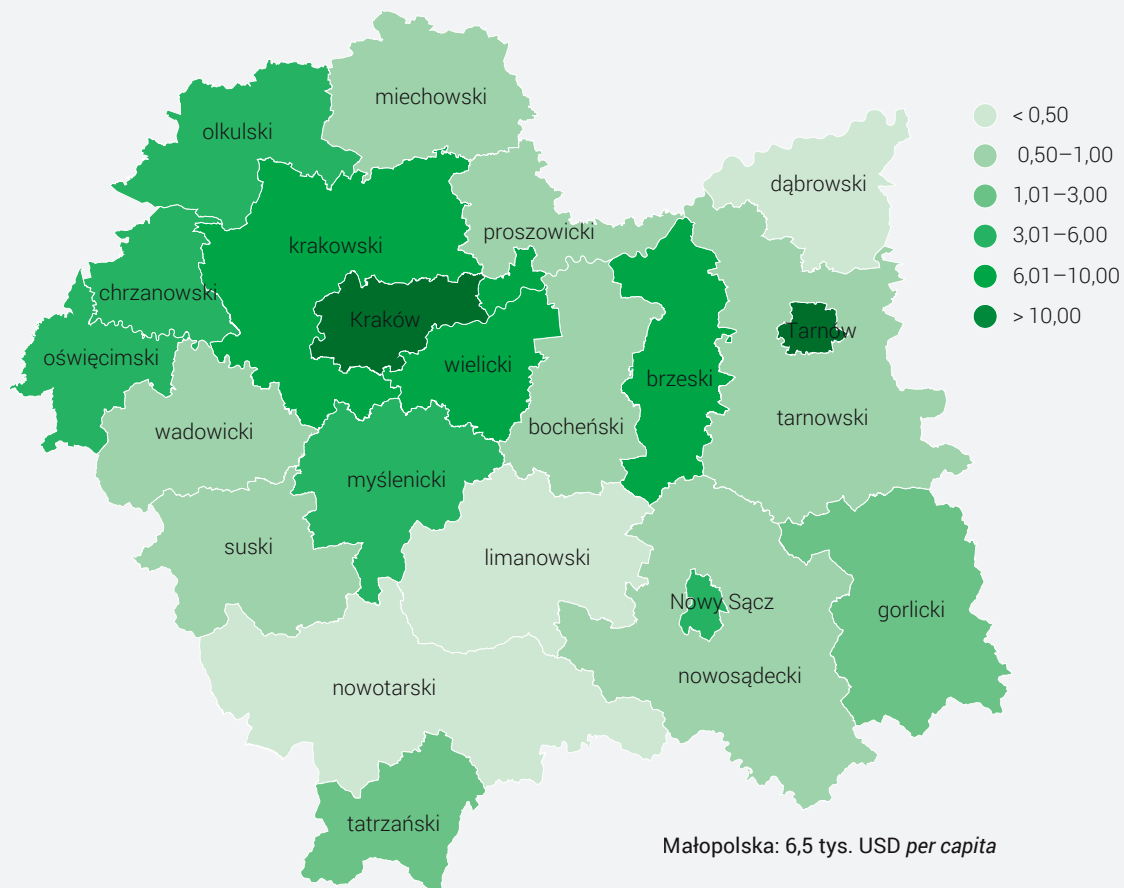 miechowski
olkulski
dąbrowski
proszowicki
krakowski
chrzanowski
Kraków
Tarnów
oświęcimski
wielicki
brzeski
bocheński
tarnowski
wadowicki
myślenicki
suski
limanowski
Nowy Sącz
gorlicki
nowosądecki
nowotarski
tatrzański
< 0,50
0,50–1,00
1,01–3,00
3,01–6,00
6,01–10,00
> 10,00
Małopolska: 6,5 tys. USD per capita